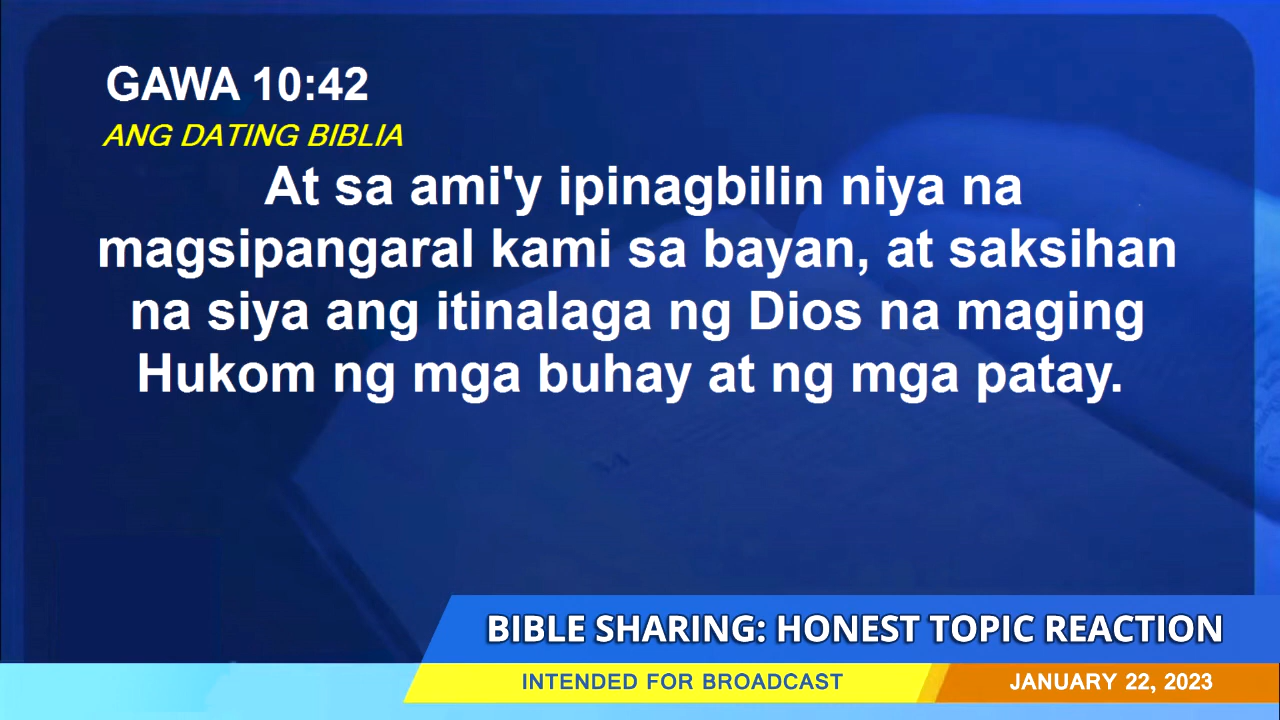 GAWA 10:42
ANG DATING BIBLIA
At sa ami'y ipinagbilin niya na
magsipangaral kami sa bayan, at saksihan
na siya ang itinalaga ng Dios na maging
Hukom ng mga buhay at ng mga patay.
BIBLE SHARING: HONEST TOPIC REACTION
INTENDED FOR BROADCAST
JANUARY 22, 2023